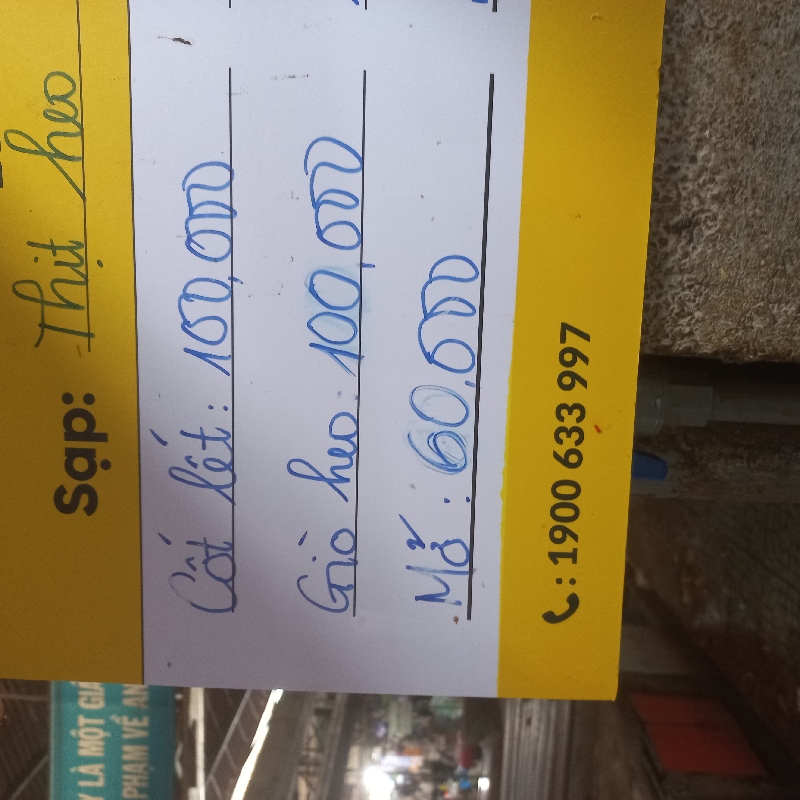 Sạp: Thịt heo
Y LÀ MỘT GIÁ
PHẠM VỀ AN
Cốt lết: 100,000
Giò heo: 100,000
Mỡ: 60,000
: 1900 633 997